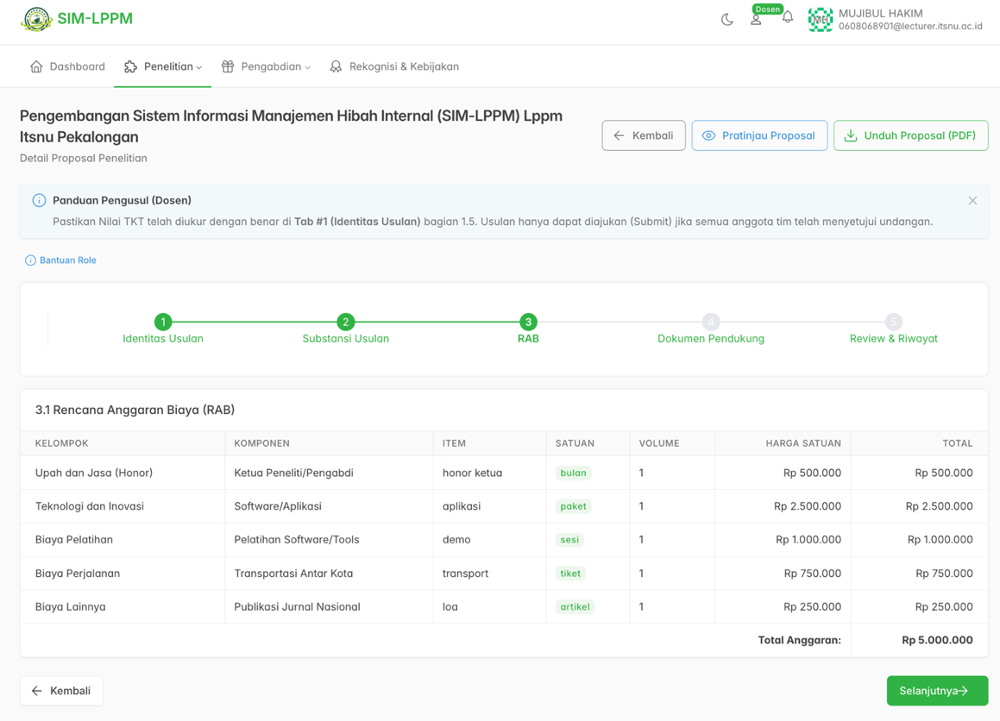 SIM-LPPM
Dosen
MUJIBUL HAKIM
0608068901@lecturer.itsnu.ac.id
Dashboard
Penelitian
Pengabdian
Rekognisi & Kebijakan
Pengembangan Sistem Informasi Manajemen Hibah Internal (SIM-LPPM) Lppm
Itsnu Pekalongan
Detail Proposal Penelitian
Kembali
Pratinjau Proposal
Unduh Proposal (PDF)
Panduan Pengusul (Dosen)
Pastikan Nilai TKT telah diukur dengan benar di Tab #1 (Identitas Usulan) bagian 1.5. Usulan hanya dapat diajukan (Submit) jika semua anggota tim telah menyetujui undangan.
Bantuan Role
1 2 3 4 5
Identitas Usulan Substansi Usulan RAB Dokumen Pendukung Review & Riwayat
3.1 Rencana Anggaran Biaya (RAB)
KELOMPOK KOMPONEN ITEM SATUAN VOLUME HARGA SATUAN TOTAL
Upah dan Jasa (Honor) Ketua Peneliti/Pengabdi honor ketua bulan 1 Rp 500.000 Rp 500.000
Teknologi dan Inovasi Software/Aplikasi aplikasi paket 1 Rp 2.500.000 Rp 2.500.000
Biaya Pelatihan Pelatihan Software/Tools demo sesi 1 Rp 1.000.000 Rp 1.000.000
Biaya Perjalanan Transportasi Antar Kota transport tiket 1 Rp 750.000 Rp 750.000
Biaya Lainnya Publikasi Jurnal Nasional loa artikel 1 Rp 250.000 Rp 250.000
Total Anggaran: Rp 5.000.000
Kembali
Selanjutnya